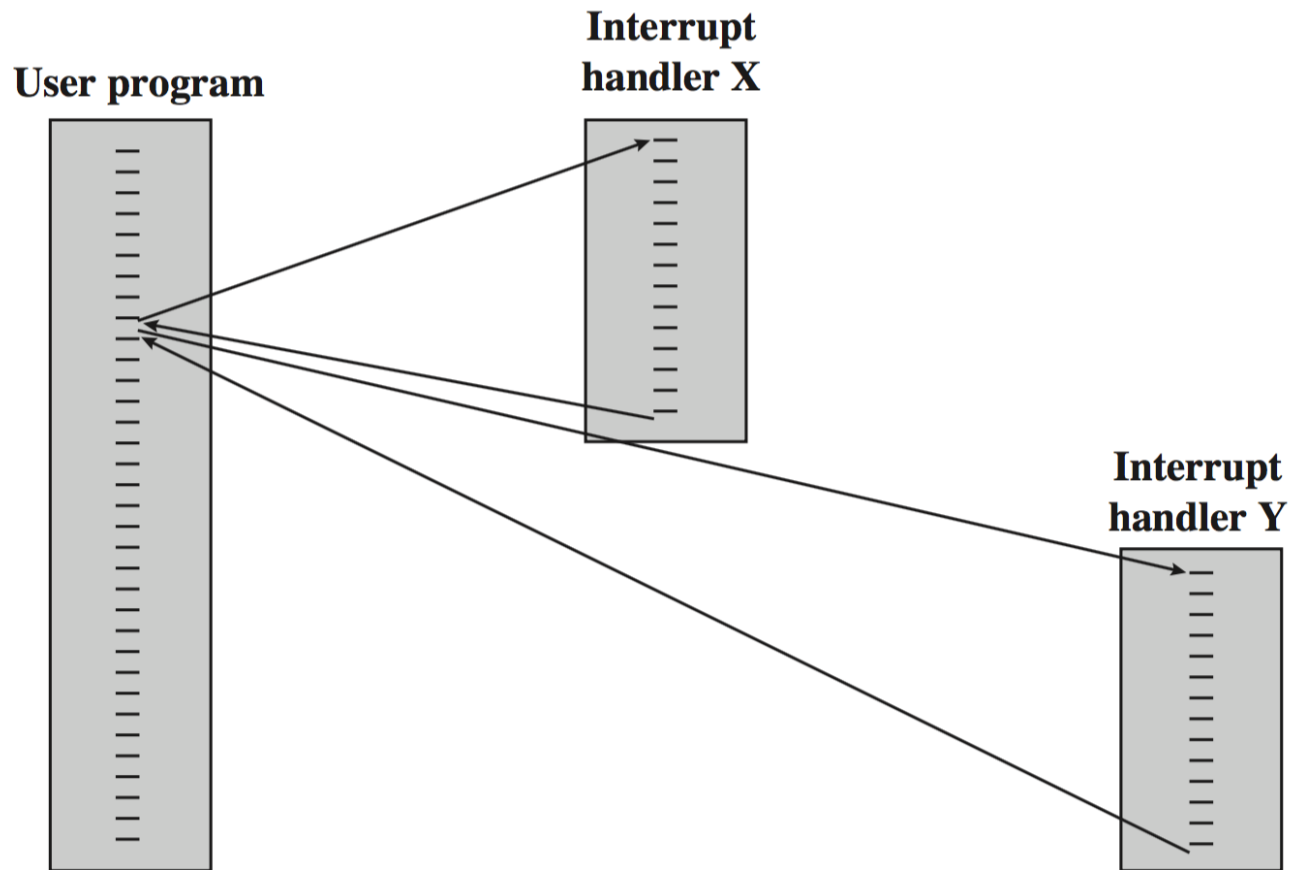 User program
Interrupt
handler X
Interrupt
handler Y